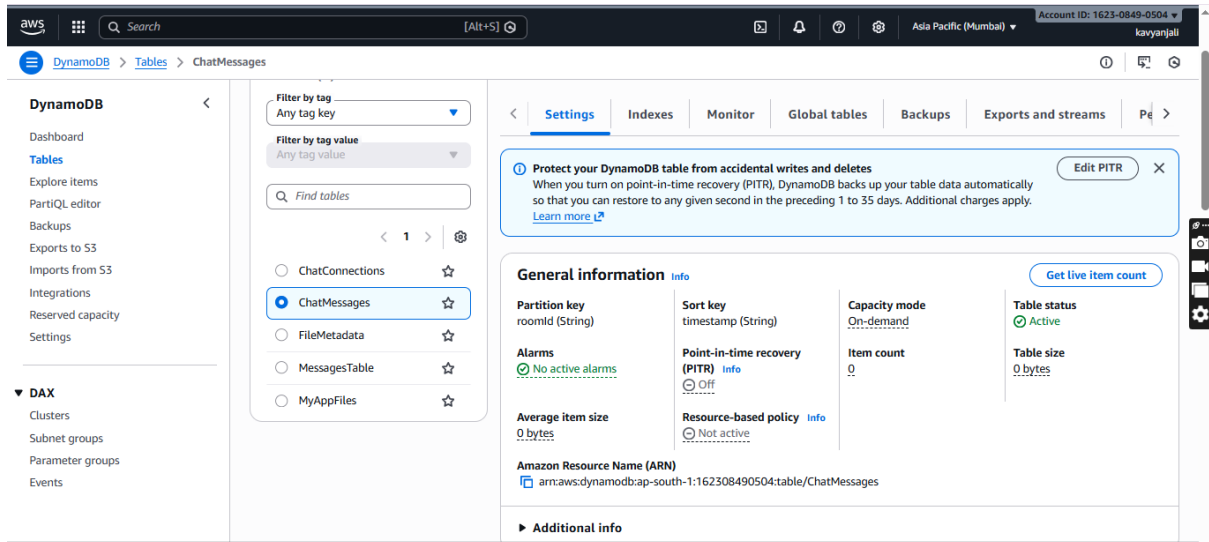 aws
Search
[Alt+S]
Asia Pacific (Mumbai)
Account ID: 1623-0849-0504
kavyanjali
DynamoDB > Tables > ChatMessages
DynamoDB
Dashboard
Tables
Explore items
PartiQL editor
Backups
Exports to S3
Imports from S3
Integrations
Reserved capacity
Settings
DAX
Clusters
Subnet groups
Parameter groups
Events
Filter by tag
Any tag key
Filter by tag value
Any tag value
Find tables
1
ChatConnections
ChatMessages
FileMetadata
MessagesTable
MyAppFiles
Settings
Indexes
Monitor
Global tables
Backups
Exports and streams
Protect your DynamoDB table from accidental writes and deletes
When you turn on point-in-time recovery (PITR), DynamoDB backs up your table data automatically
so that you can restore to any given second in the preceding 1 to 35 days. Additional charges apply.
Learn more
Edit PITR
General information Info
Get live item count
Partition key
roomId (String)
Sort key
timestamp (String)
Capacity mode
On-demand
Table status
Active
Alarms
No active alarms
Point-in-time recovery
(PITR) Info
Off
Item count
0
Table size
0 bytes
Average item size
0 bytes
Resource-based policy Info
Not active
Amazon Resource Name (ARN)
arn:aws:dynamodb:ap-south-1:162308490504:table/ChatMessages
Additional info